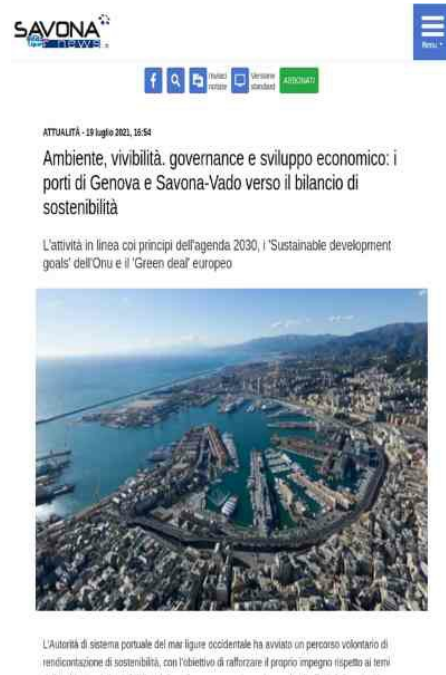 SAVONA
news
Menu
Inviaci notizie
Versione standard
ABBONATI
ATTUALITÀ - 19 luglio 2021, 16:54
Ambiente, vivibilità. governance e sviluppo economico: i
porti di Genova e Savona-Vado verso il bilancio di
sostenibilità
L'attività in linea coi principi dell'agenda 2030, i 'Sustainable development
goals' dell'Onu e il 'Green deal' europeo
L'Autorità di sistema portuale del mar ligure occidentale ha avviato un percorso volontario di
rendicontazione di sostenibilità, con l'obiettivo di rafforzare il proprio impegno rispetto ai temi